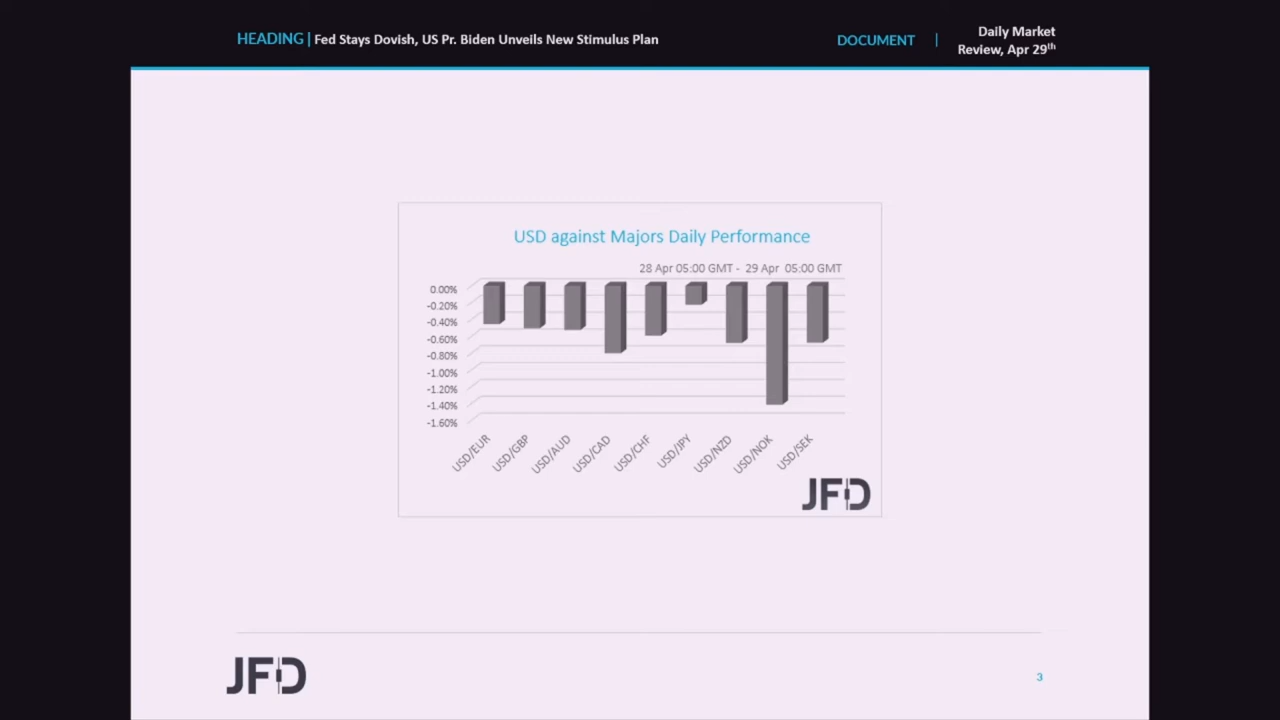 HEADING | Fed Stays Dovish, US Pr. Biden Unveils New Stimulus Plan
DOCUMENT | Daily Market
Review, Apr 29th
USD against Majors Daily Performance
28 Apr 05:00 GMT - 29 Apr 05:00 GMT
0.00%
-0.20%
-0.40%
-0.60%
-0.80%
-1.00%
-1.20%
-1.40%
-1.60%
USD/EUR
USD/GBP
USD/AUD
USD/CAD
USD/CHF
USD/JPY
USD/NZD
USD/NOK
USD/SEK
JFD
JFD
3